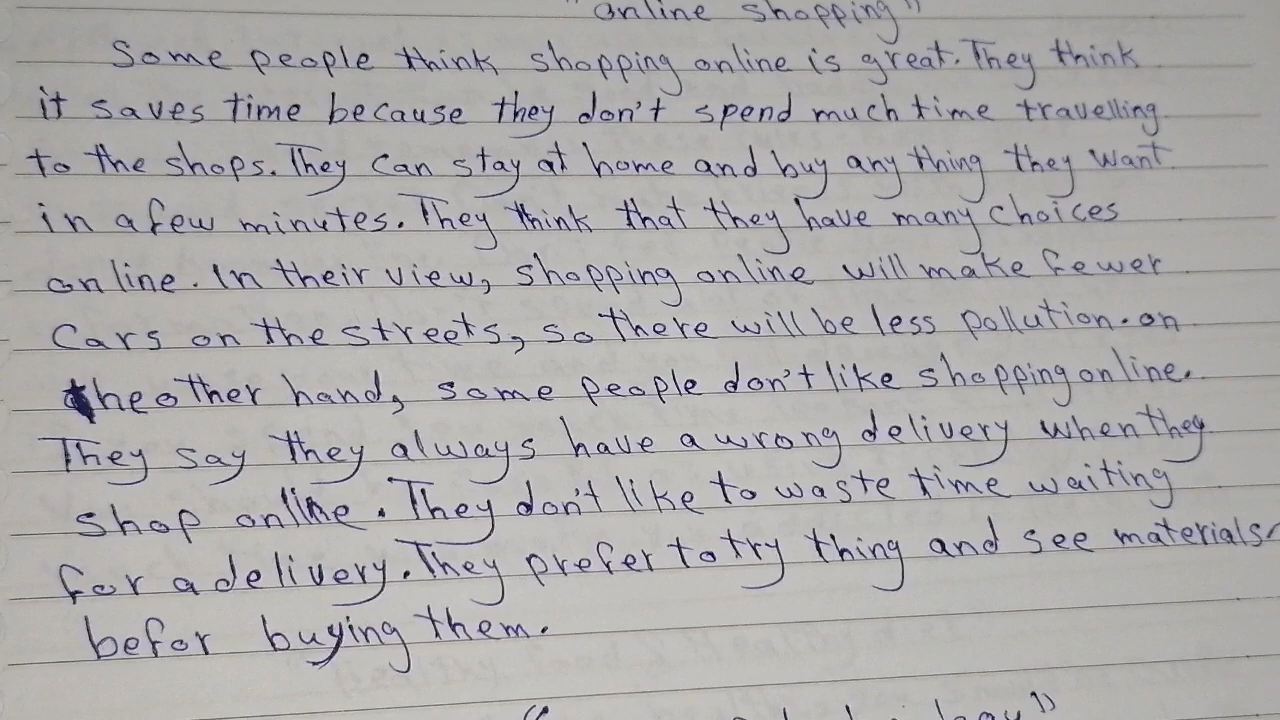 "online shopping"
Some people think shopping online is great. They think
it saves time because they don't spend much time travelling
to the shops. They can stay at home and buy any thing they want
in a few minutes. They think that they have many choices
online. In their view, shopping online will make fewer
cars on the streets, so there will be less pollution. on
the other hand, some people don't like shopping online.
They say they always have a wrong delivery when they
shop online. They don't like to waste time waiting
for a delivery. They prefer to try thing and see materials
befor buying them.